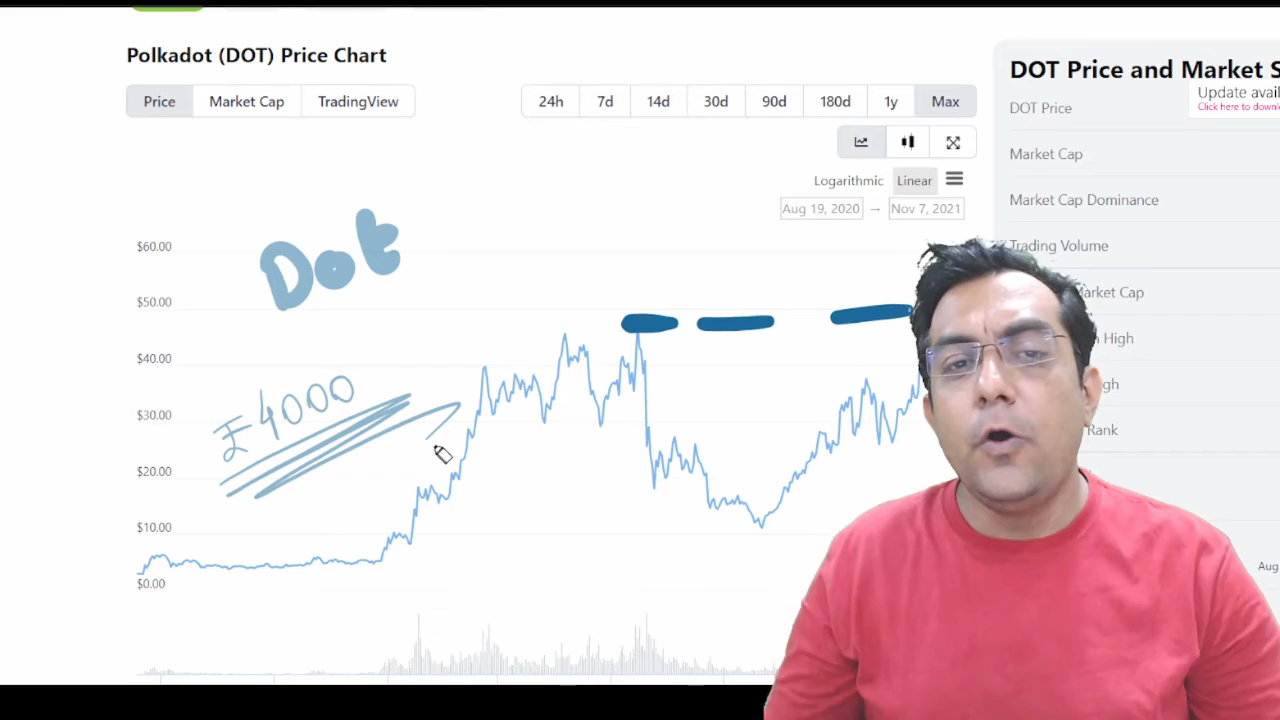 Polkadot (DOT) Price Chart
Price Market Cap TradingView
24h 7d 14d 30d 90d 180d 1y Max
Logarithmic Linear
Aug 19, 2020 → Nov 7, 2021
$60.00
$50.00
$40.00
$30.00
$20.00
$10.00
$0.00
Dot
₹4000
DOT Price and Market S
Update avail
Click here to downl
DOT Price
Market Cap
Market Cap Dominance
Trading Volume
Market Cap
High
Rank
Aug